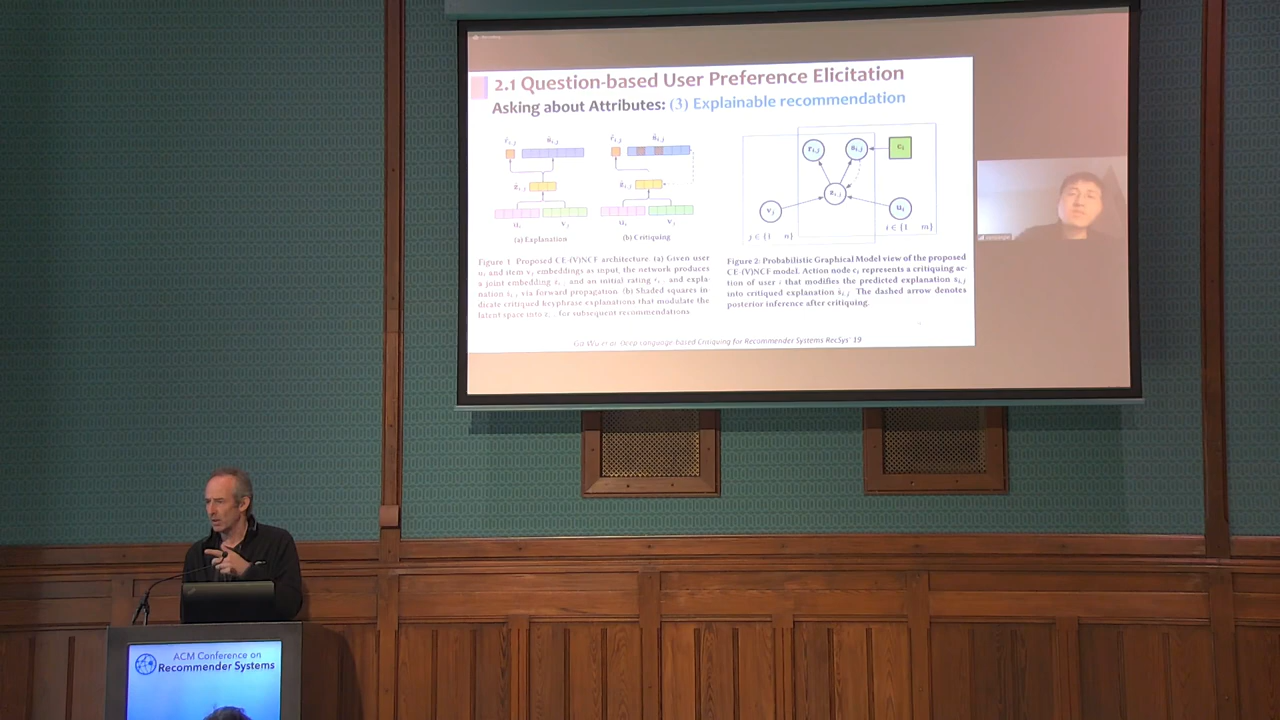 2.1 Question-based User Preference Elicitation
Asking about Attributes: (3) Explainable recommendation
(a) Explanation
(b) Critiquing
Figure 1: Proposed CE-(V)NCF architecture. (a) Given user
and item embeddings as input, the network produces
a joint embedding and an initial rating and expla-
nation via forward propagation. (b) Shaded squares in-
dicate critiqued keyphrase explanations that modulate the
latent space into for subsequent recommendations
Figure 2: Probabilistic Graphical Model view of the proposed
CE-(V)NCF model. Action node c represents a critiquing ac-
tion of user i that modifies the predicted explanation
into critiqued explanation The dashed arrow denotes
posterior inference after critiquing.
Deep Language-based Critiquing for Recommender Systems RecSys' 19
ACM Conference on
Recommender Systems